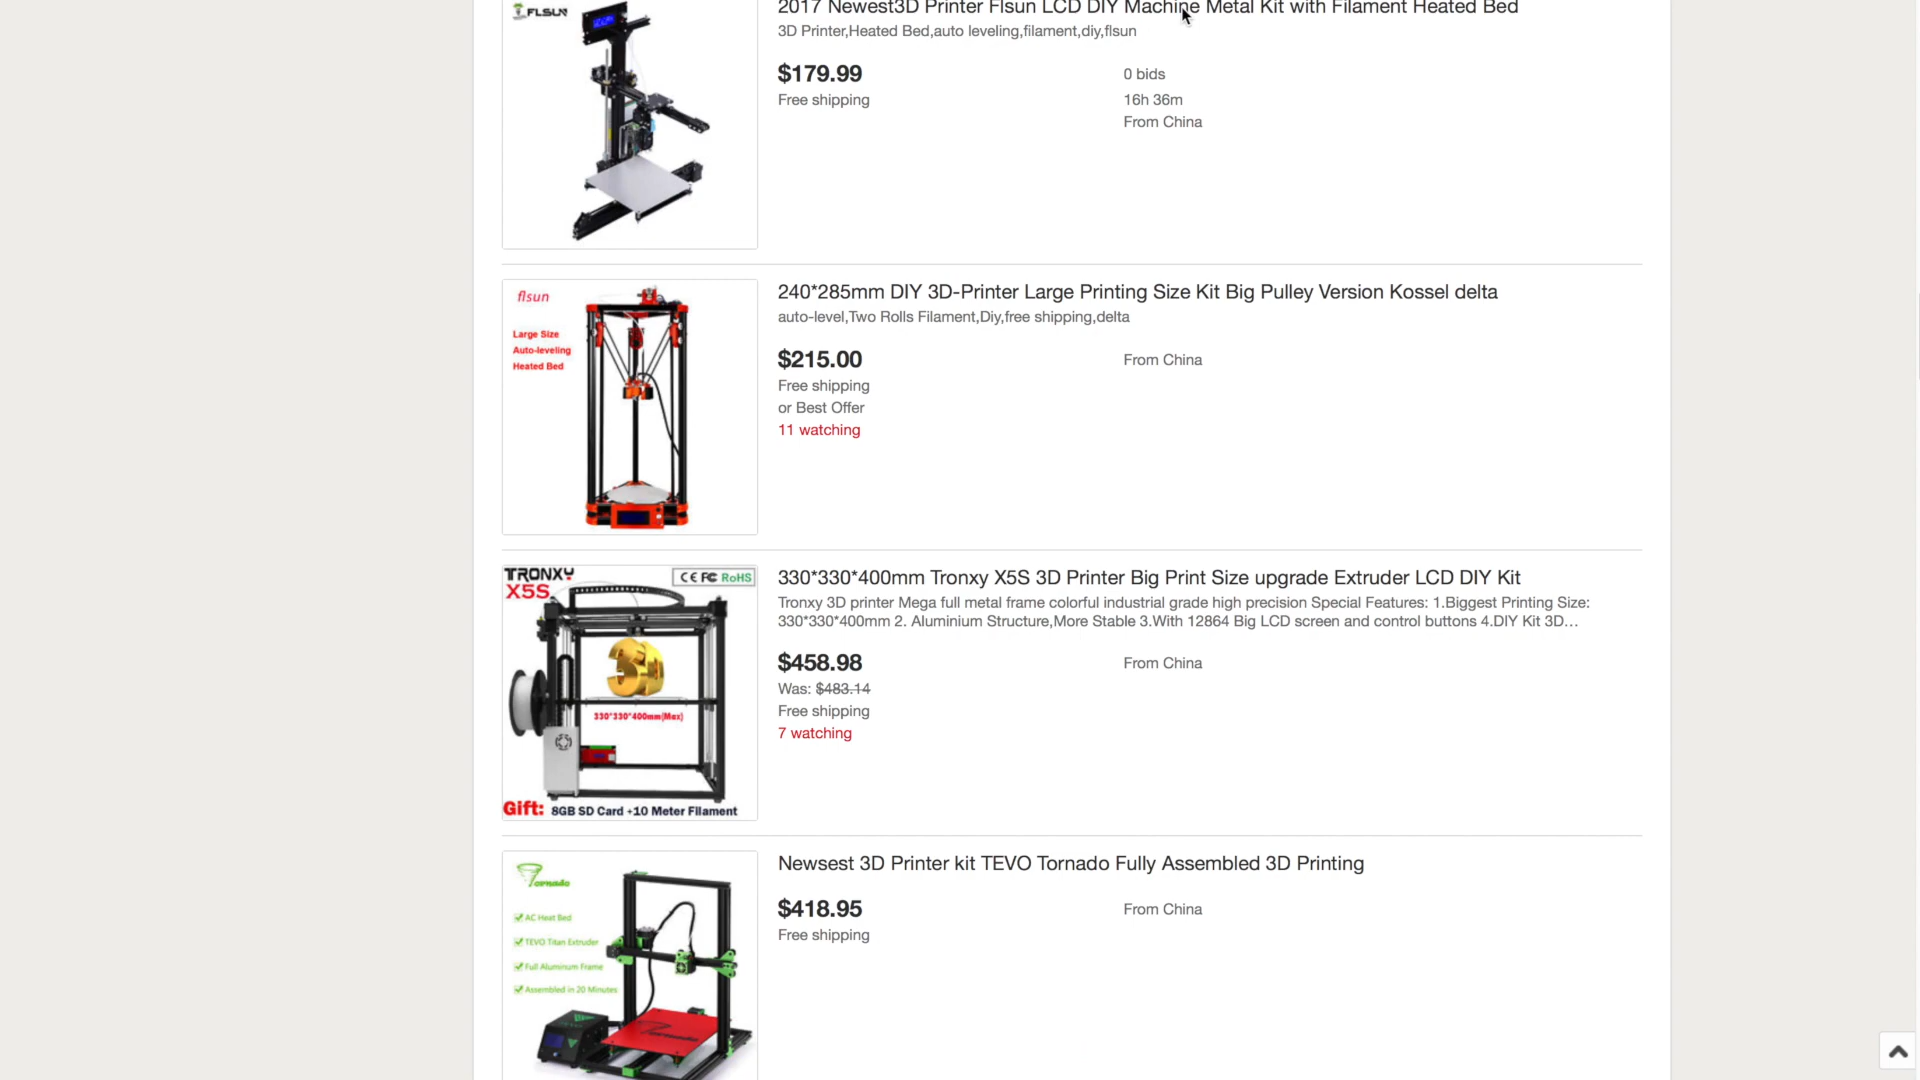 FLSUN
2017 Newest3D Printer Flsun LCD DIY Machine Metal Kit with Filament Heated Bed
3D Printer,Heated Bed,auto leveling,filament,diy,flsun
$179.99
0 bids
Free shipping
16h 36m
From China
flsun
Large Size
Auto-leveling
Heated Bed
240*285mm DIY 3D-Printer Large Printing Size Kit Big Pulley Version Kossel delta
auto-level,Two Rolls Filament,Diy,free shipping,delta
$215.00
From China
Free shipping
or Best Offer
11 watching
TRONXY
X5S
CE FC RoHS
330*330*400mm(Max)
Gift: 8GB SD Card +10 Meter Filament
330*330*400mm Tronxy X5S 3D Printer Big Print Size upgrade Extruder LCD DIY Kit
Tronxy 3D printer Mega full metal frame colorful industrial grade high precision Special Features: 1.Biggest Printing Size:
330*330*400mm 2. Aluminium Structure,More Stable 3.With 12864 Big LCD screen and control buttons 4.DIY Kit 3D…
$458.98
From China
Was: $483.14
Free shipping
7 watching
Tornado
AC Heat Bed
TEVO Titan Extruder
Full Aluminum Frame
Assembled in 20 Minutes
Newsest 3D Printer kit TEVO Tornado Fully Assembled 3D Printing
$418.95
From China
Free shipping